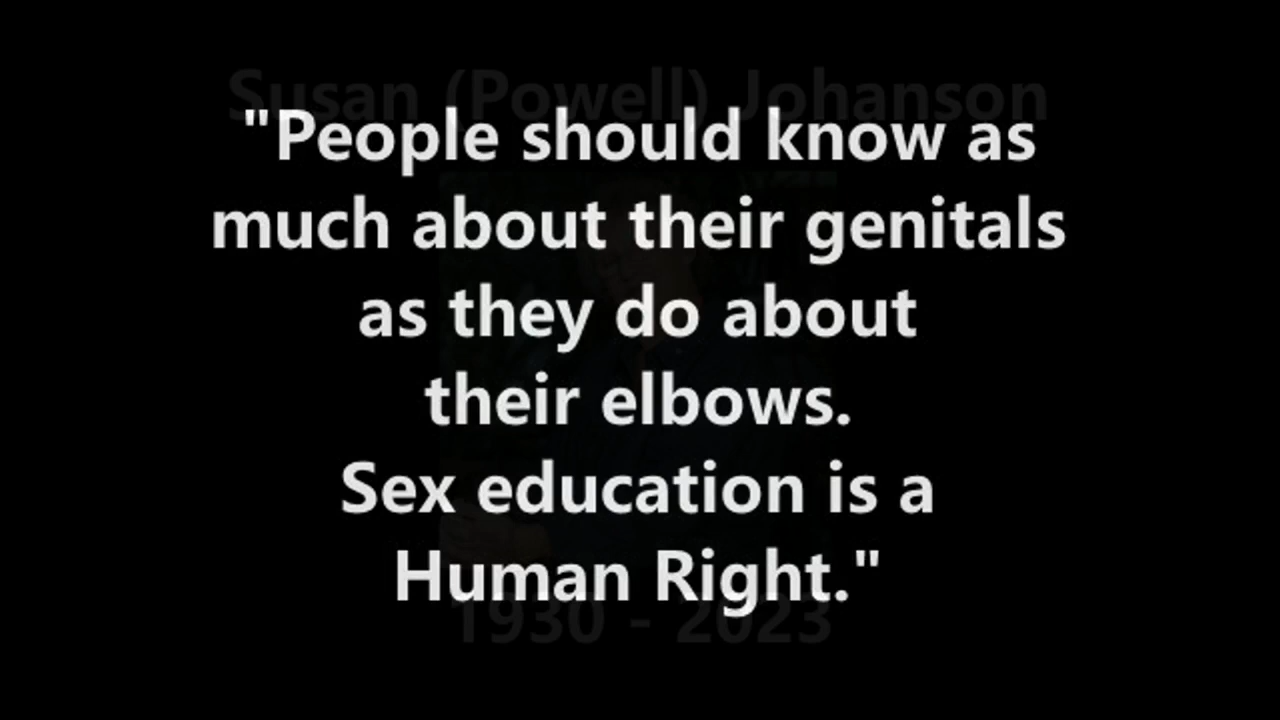 Susan (Powell) Johanson
"People should know as
much about their genitals
as they do about
their elbows.
Sex education is a
Human Right."
1930 - 2023